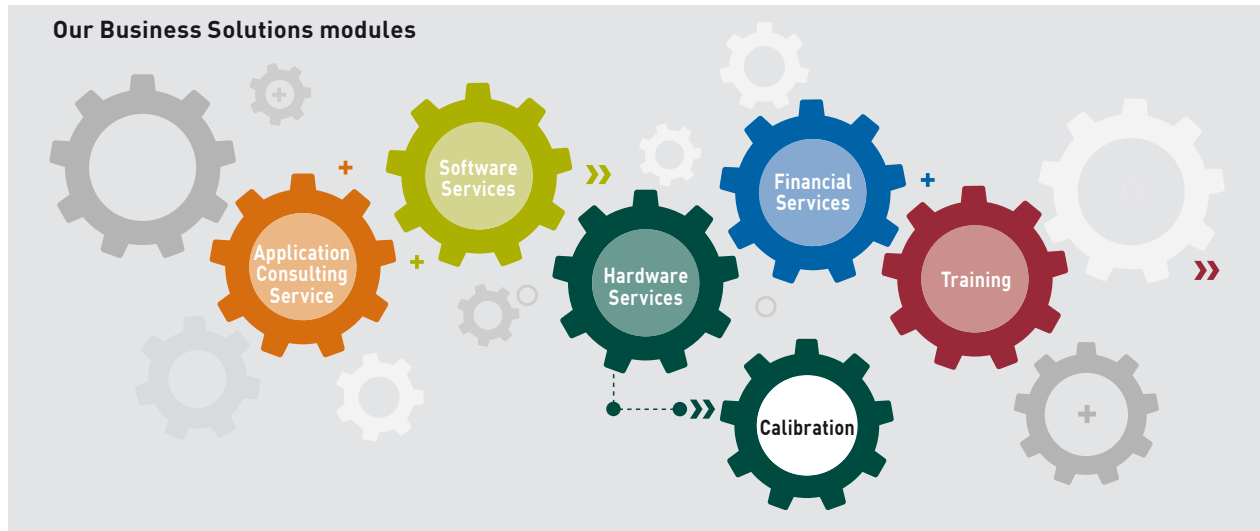 Our Business Solutions modules
Application
Consulting
Service
Software
Services
Hardware
Services
Financial
Services
Training
Calibration